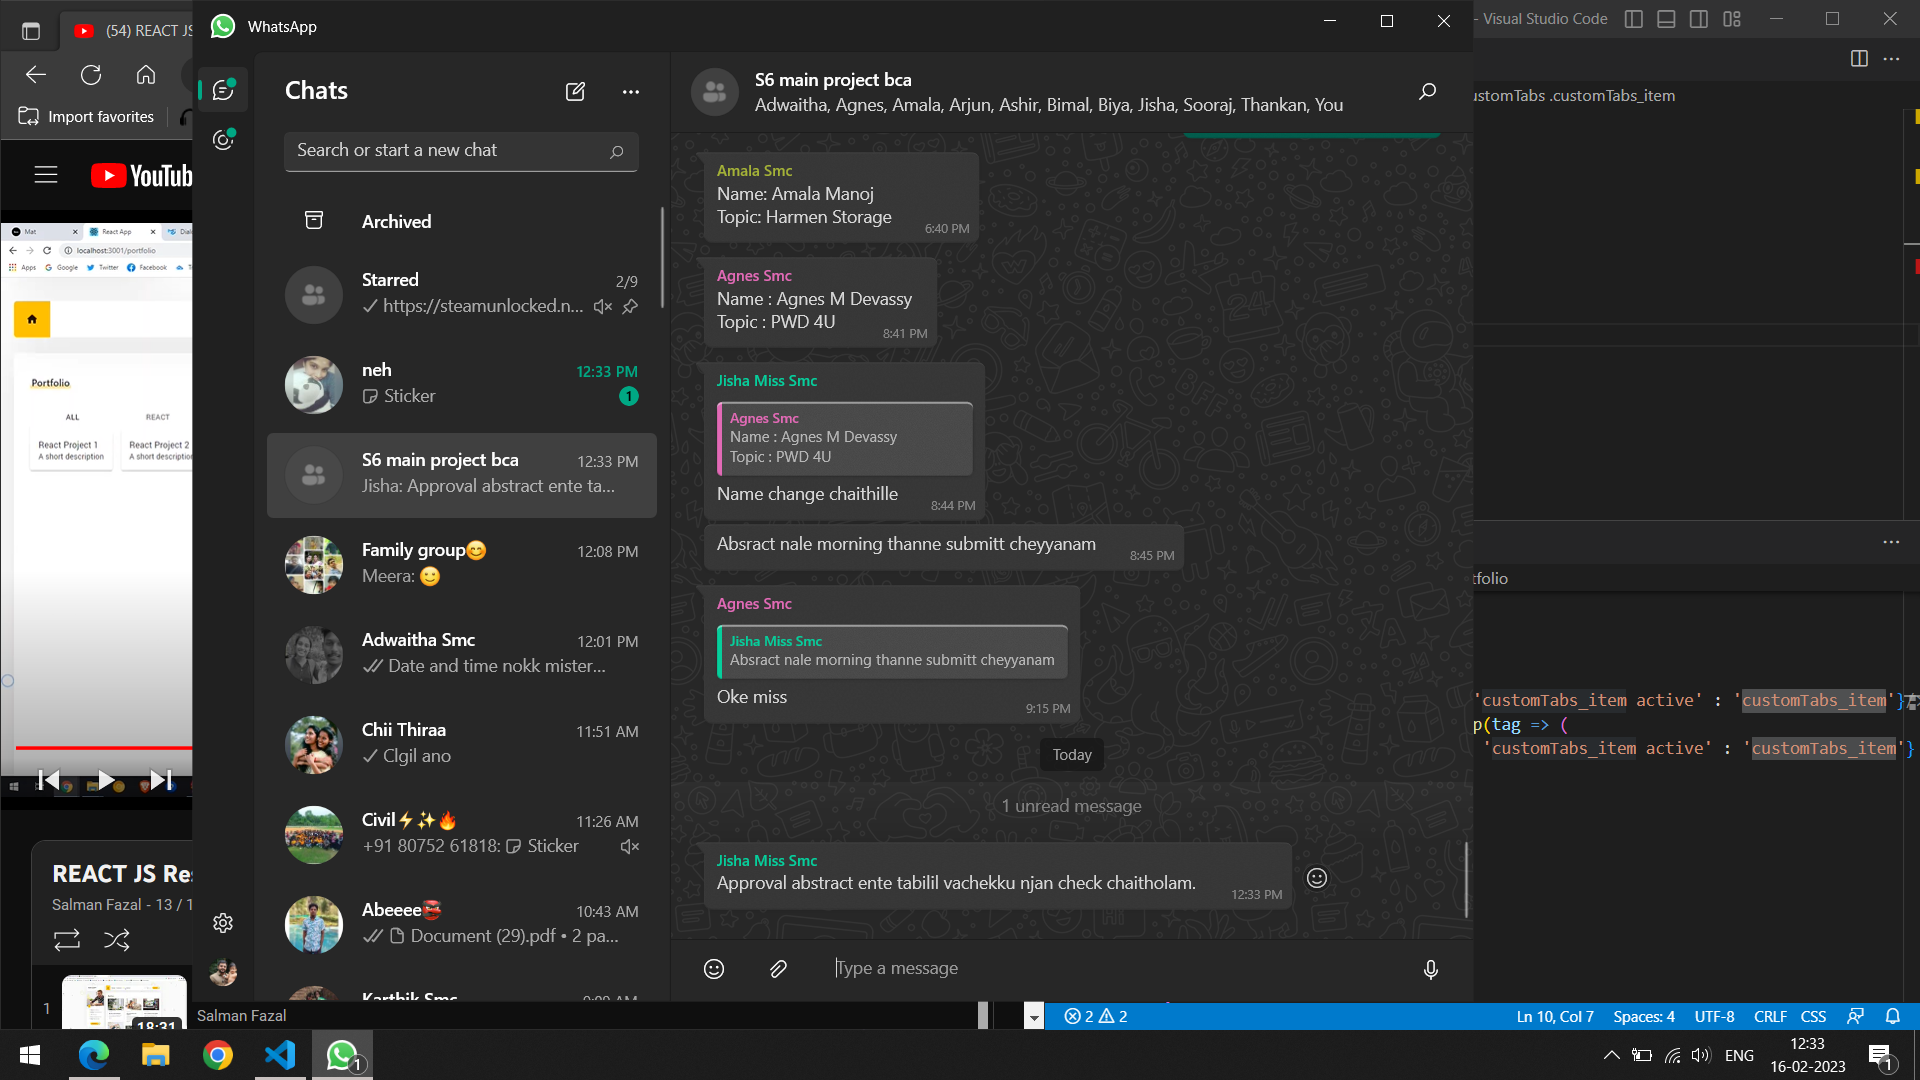 (54) REACT JS
Import favorites
YouTub
Mat
React App
localhost:3001/portfolio
Apps
Google
Twitter
Facebook
Portfolio
ALL
REACT
React Project 1
A short description
React Project 2
A short description
REACT JS Res
Salman Fazal - 13 / 1
1
18:31
Salman Fazal
WhatsApp
Chats
Search or start a new chat
Archived
Starred
2/9
https://steamunlocked.n...
neh
12:33 PM
Sticker
1
S6 main project bca
12:33 PM
Jisha: Approval abstract ente ta...
Family group😊
12:08 PM
Meera: 🙂
Adwaitha Smc
12:01 PM
Date and time nokk mister...
Chii Thiraa
11:51 AM
Clgil ano
Civil⚡✨🔥
11:26 AM
+91 80752 61818: Sticker
Abeeee👺
10:43 AM
Document (29).pdf • 2 pa...
Karthik Smc
S6 main project bca
Adwaitha, Agnes, Amala, Arjun, Ashir, Bimal, Biya, Jisha, Sooraj, Thankan, You
Amala Smc
Name: Amala Manoj
Topic: Harmen Storage
6:40 PM
Agnes Smc
Name : Agnes M Devassy
Topic : PWD 4U
8:41 PM
Jisha Miss Smc
Agnes Smc
Name : Agnes M Devassy
Topic : PWD 4U
Name change chaithille
8:44 PM
Absract nale morning thanne submitt cheyyanam
8:45 PM
Agnes Smc
Jisha Miss Smc
Absract nale morning thanne submitt cheyyanam
Oke miss
9:15 PM
Today
1 unread message
Jisha Miss Smc
Approval abstract ente tabilil vachekku njan check chaitholam.
12:33 PM
Type a message
- Visual Studio Code
ustomTabs .customTabs_item
tfolio
'customTabs_item active' : 'customTabs_item'}
p(tag => (
'customTabs_item active' : 'customTabs_item'}
2 2
Ln 10, Col 7
Spaces: 4
UTF-8
CRLF
CSS
1
ENG
12:33
16-02-2023
1